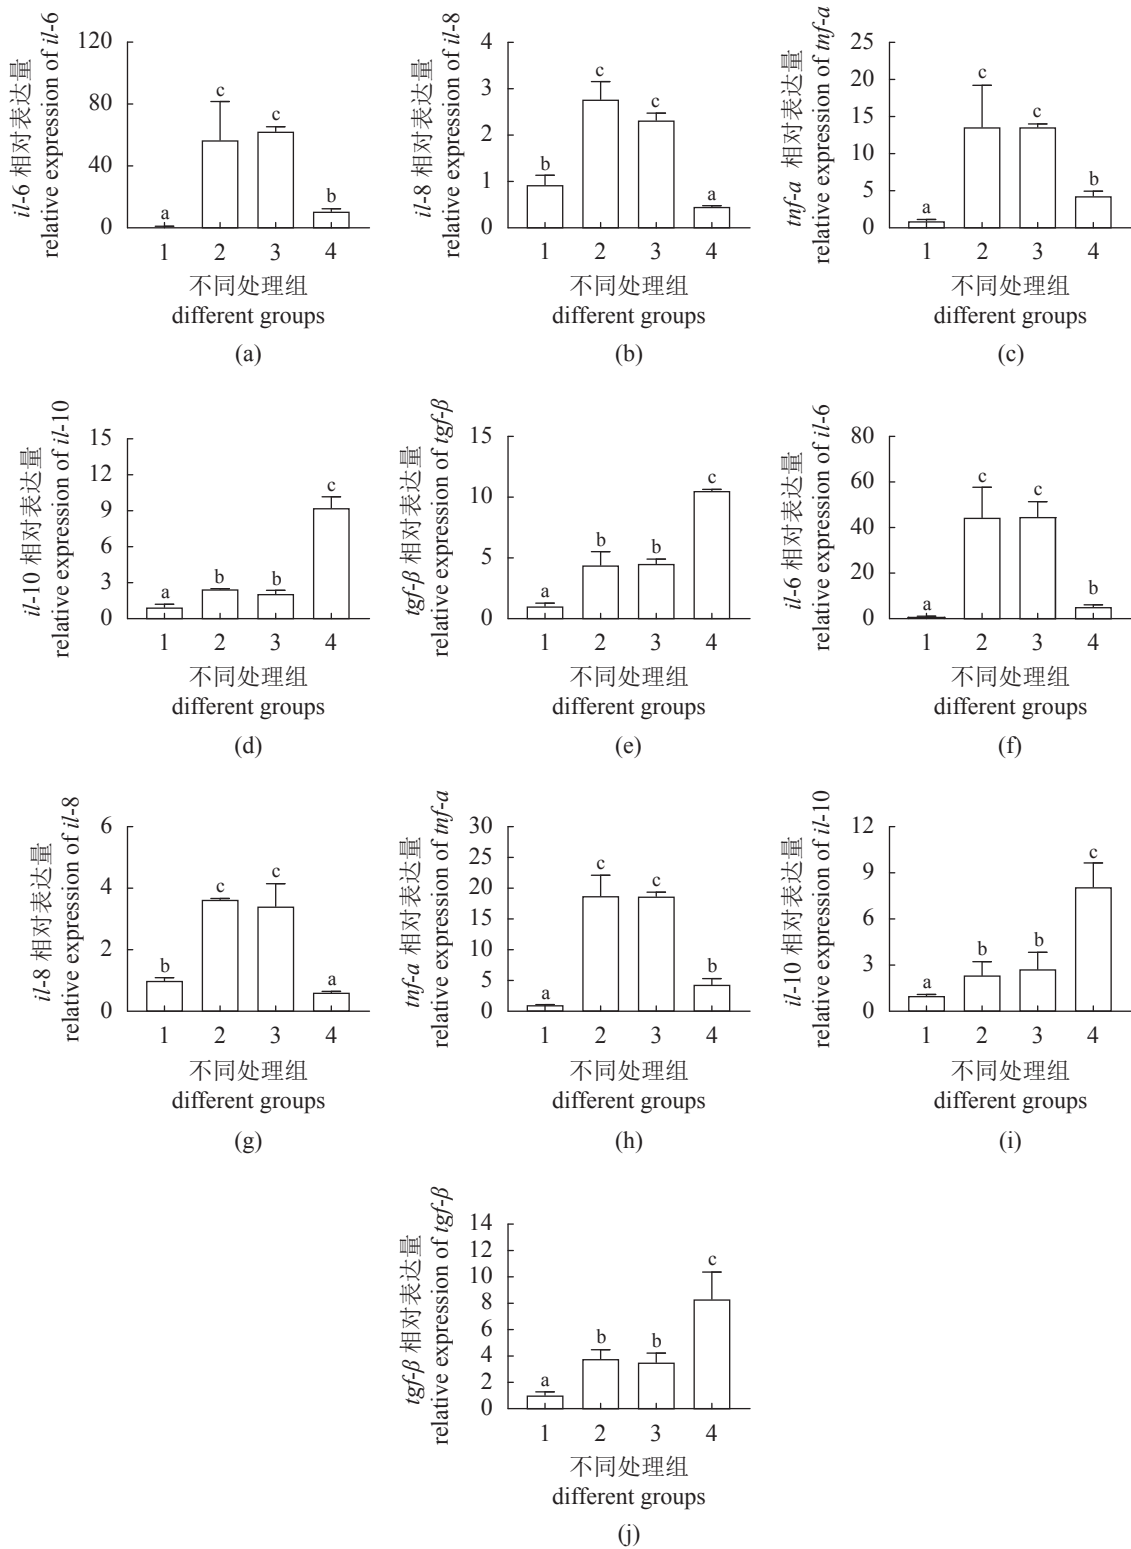 il-6 相对表达量
relative expression of il-6
120
80
40
0
a
c
c
b
1 2 3 4
不同处理组
different groups
(a)
il-8 相对表达量
relative expression of il-8
4
3
2
1
0
b
c
c
a
1 2 3 4
不同处理组
different groups
(b)
tnf-a 相对表达量
relative expression of tnf-a
25
20
15
10
5
0
a
c
c
b
1 2 3 4
不同处理组
different groups
(c)
il-10 相对表达量
relative expression of il-10
15
12
9
6
3
0
a
b
b
c
1 2 3 4
不同处理组
different groups
(d)
tgf-β 相对表达量
relative expression of tgf-β
15
10
5
0
a
b
b
c
1 2 3 4
不同处理组
different groups
(e)
il-6 相对表达量
relative expression of il-6
80
60
40
20
0
a
c
c
b
1 2 3 4
不同处理组
different groups
(f)
il-8 相对表达量
relative expression of il-8
6
4
2
0
b
c
c
a
1 2 3 4
不同处理组
different groups
(g)
tnf-a 相对表达量
relative expression of tnf-a
30
25
20
15
10
5
0
a
c
c
b
1 2 3 4
不同处理组
different groups
(h)
il-10 相对表达量
relative expression of il-10
12
9
6
3
0
a
b
b
c
1 2 3 4
不同处理组
different groups
(i)
tgf-β 相对表达量
relative expression of tgf-β
14
12
10
8
6
4
2
0
a
b
b
c
1 2 3 4
不同处理组
different groups
(j)